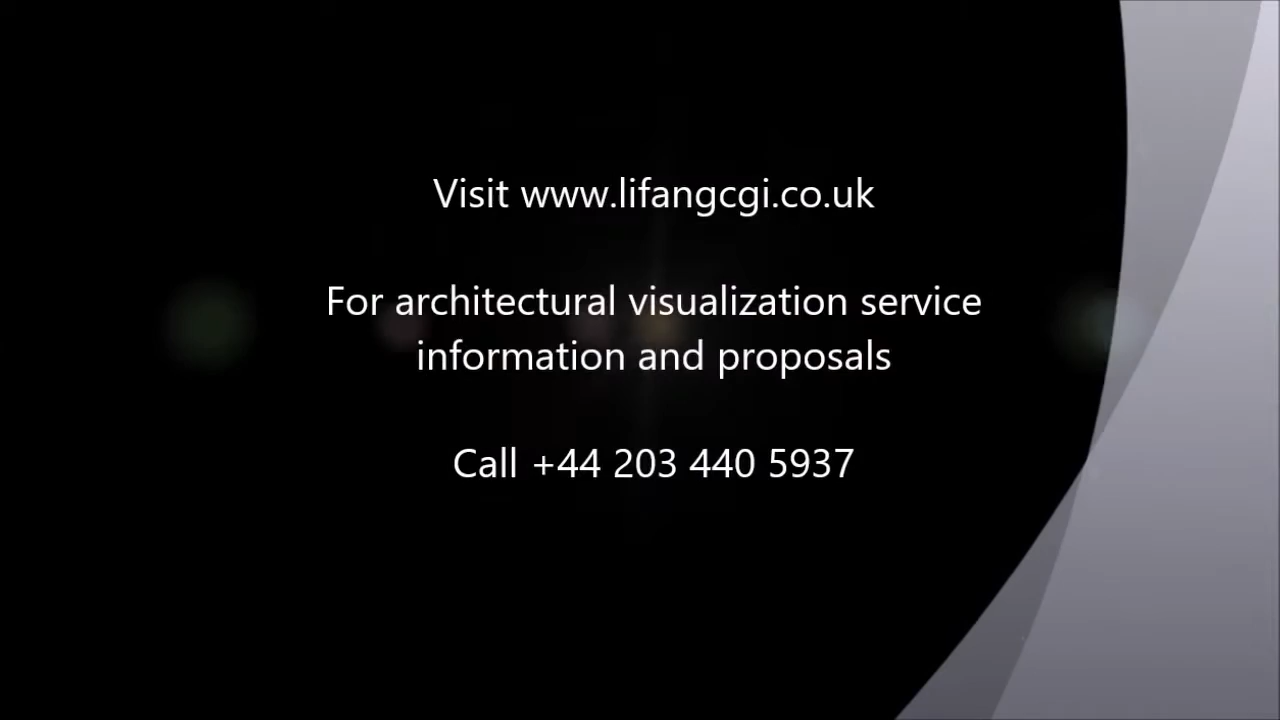 Visit www.lifangcgi.co.uk
For architectural visualization service
information and proposals
Call +44 203 440 5937